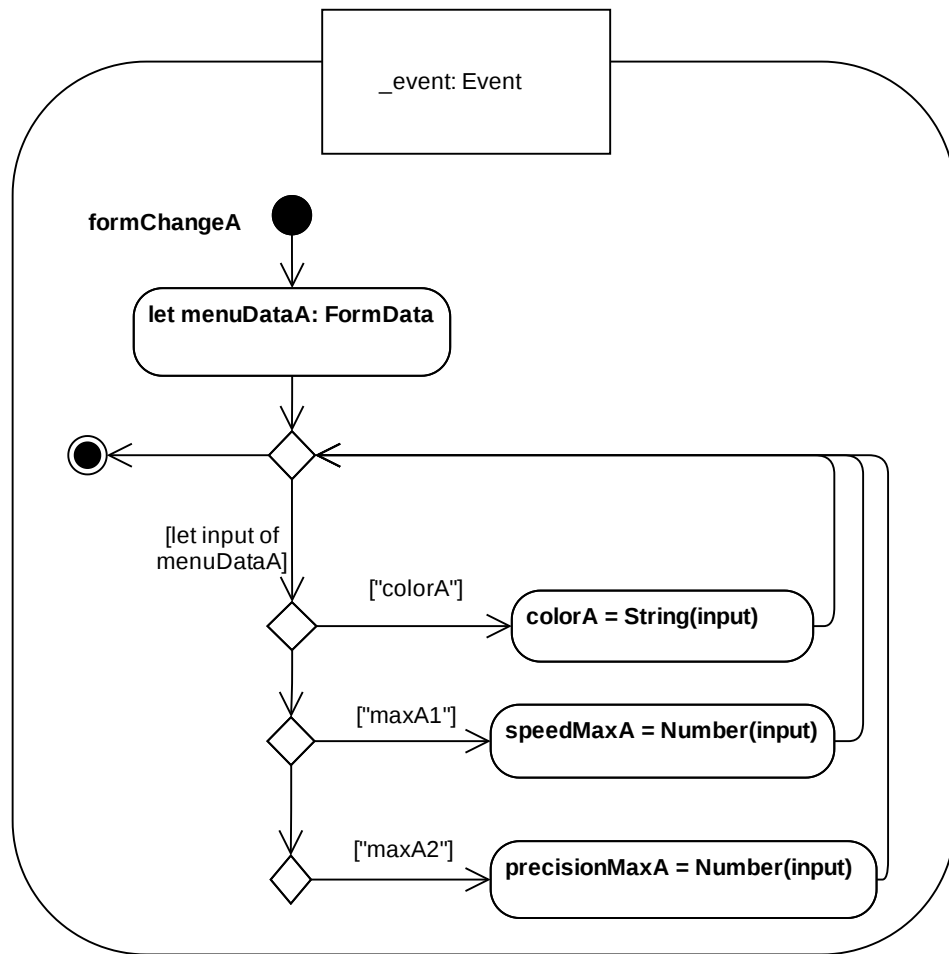 _event: Event
formChangeA
let menuDataA: FormData
[let input of
menuDataA]
["colorA"]
colorA = String(input)
["maxA1"]
speedMaxA = Number(input)
["maxA2"]
precisionMaxA = Number(input)